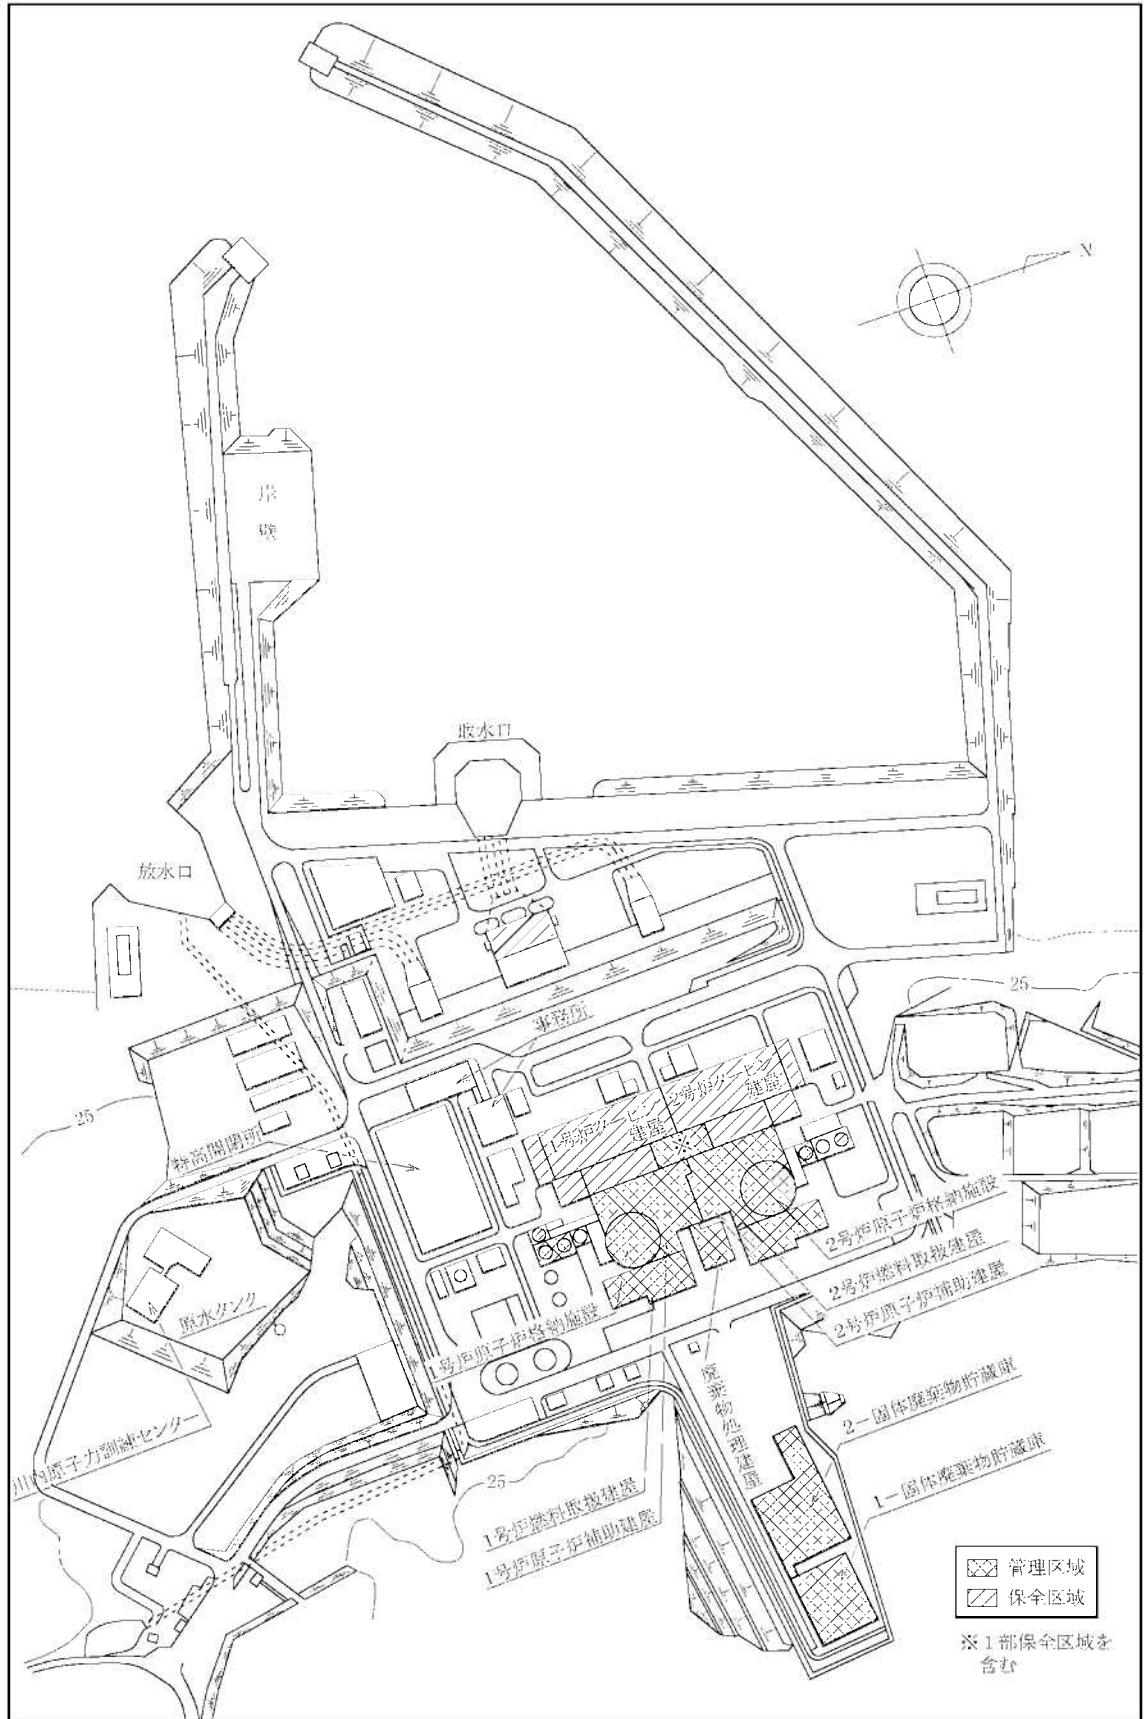 N
岸
壁
取水口
放水口
25
事務所
2号炉タービン
建屋
1号炉タービン
建屋
※
25
特高開閉所
2号炉原子炉格納施設
2号炉燃料取扱建屋
2号炉原子炉補助建屋
原水タンク
号炉原子炉格納施設
廃棄物処理建屋
2-固体廃棄物貯蔵庫
川内原子力訓練センター
1-固体廃棄物貯蔵庫
25
1号炉燃料取扱建屋
1号炉原子炉補助建屋
管理区域
保全区域
※1部保全区域を
含む